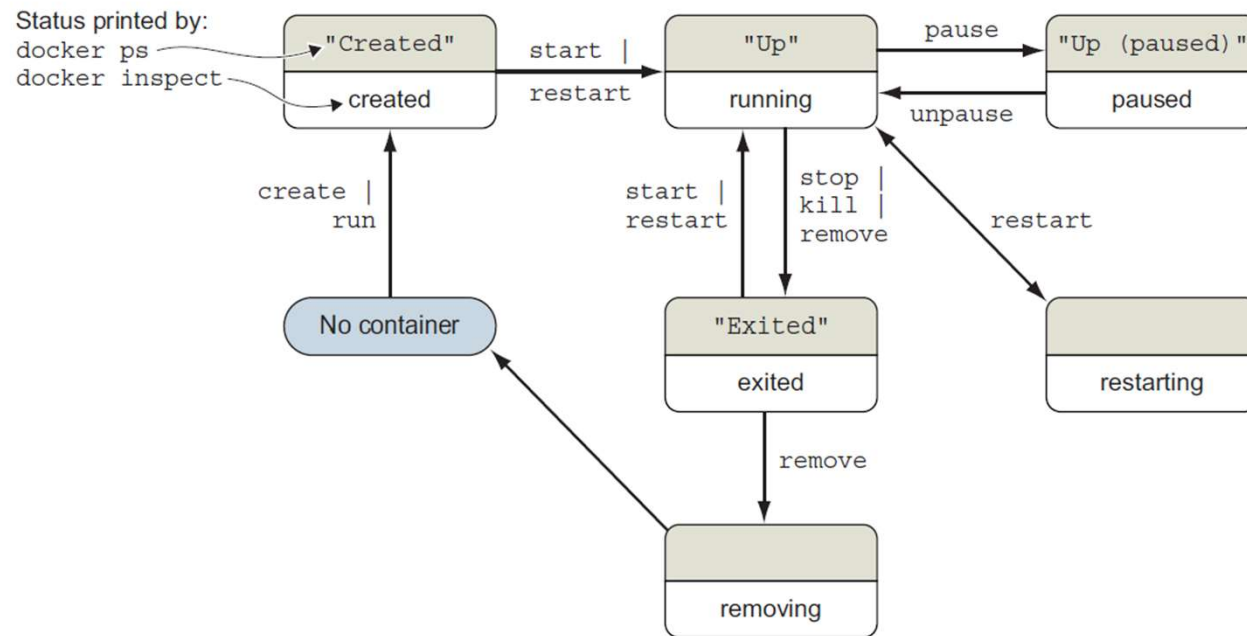 Status printed by:
docker ps
docker inspect
"Created"
created
start |
restart
"Up"
running
pause
unpause
"Up (paused)"
paused
create |
run
start |
restart
stop |
kill |
remove
restart
No container
"Exited"
exited
restarting
remove
removing